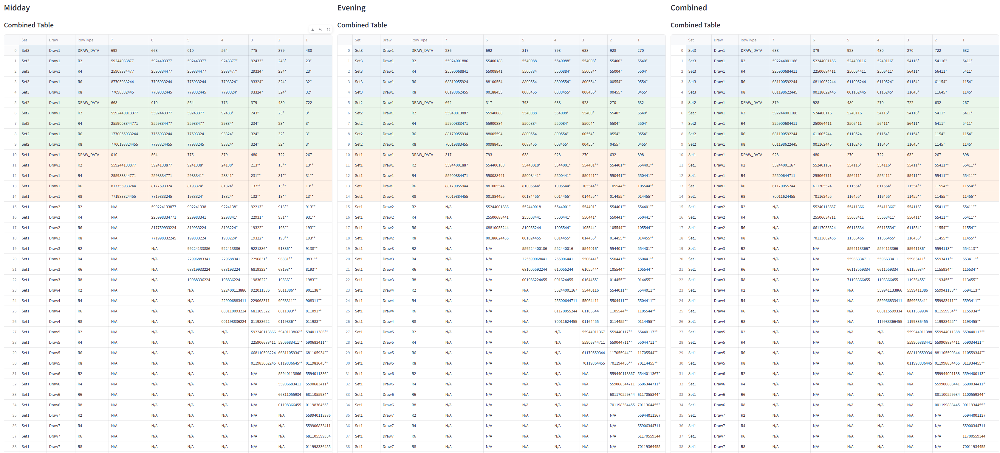 Midday
Combined Table
Set Draw RowType 7 6 5 4 3 2 1
0 Set3 Draw1 DRAW_DATA 692 668 010 564 775 379 480
1 Set3 Draw1 R2 59244033877 5924403377 592443377 9243377* 92433* 243* 23*
2 Set3 Draw1 R4 25908334477 2590334477 259334477 2933477* 29334* 234* 23*
3 Set3 Draw1 R6 87705933244 7705933244 775933244 7793324* 93324* 324* 32*
4 Set3 Draw1 R8 77098332445 7709332445 779332445 7793324* 93324* 324* 32*
5 Set2 Draw1 DRAW_DATA 668 010 564 775 379 480 722
6 Set2 Draw1 R2 5592440013377 5592443377 59243377 92433* 243* 23* 3*
7 Set2 Draw1 R4 2559003344771 2559334477 25933477 29334* 234* 23* 3*
8 Set2 Draw1 R6 1770055933244 7755933244 77593324 93324* 324* 32* 3*
9 Set2 Draw1 R8 7700193324455 7793324455 77933245 93324* 324* 32* 3*
10 Set1 Draw1 DRAW_DATA 010 564 775 379 480 722 267
11 Set1 Draw1 R2 559244133877 5924133877 9241338* 24138* 213** 13** 13**
12 Set1 Draw1 R4 255983344771 2598334771 2983341* 28341* 231** 31** 31**
13 Set1 Draw1 R6 817755933244 8177593324 8193324* 81324* 132** 13** 13**
14 Set1 Draw1 R8 771983324455 7719833245 1983324* 18324* 132** 13** 13**
15 Set1 Draw2 R2 N/A 599224133877 992241338 9224138* 92213* 913** 913**
16 Set1 Draw2 R4 N/A 225998334771 229983341 2298341* 22931* 931** 931**
17 Set1 Draw2 R6 N/A 817759933224 819933224 8193224* 19322* 193** 193**
18 Set1 Draw2 R8 N/A 771998332245 199833224 1983224* 19322* 193** 193**
19 Set1 Draw3 R2 N/A N/A 99224133886 922413886 9221386* 91386** 9138**
20 Set1 Draw3 R4 N/A N/A 22996883341 229688341 2296831* 96831** 9831**
21 Set1 Draw3 R6 N/A N/A 68819933224 688193224 6819322* 68193** 8193**
22 Set1 Draw3 R8 N/A N/A 19988336224 198836224 1983622* 19836** 1983**
23 Set1 Draw4 R2 N/A N/A N/A 922400113886 922011386 9011386** 901138**
24 Set1 Draw4 R4 N/A N/A N/A 229006883411 229068311 9068311** 908311**
25 Set1 Draw4 R6 N/A N/A N/A 688110093224 681109322 6811093** 811093**
26 Set1 Draw4 R8 N/A N/A N/A 001198836224 011983622 0119836** 011983**
27 Set1 Draw5 R2 N/A N/A N/A N/A 592240113866 5940113866** 594011386**
28 Set1 Draw5 R4 N/A N/A N/A N/A 225906683411 5906683411** 590683411**
29 Set1 Draw5 R6 N/A N/A N/A N/A 668110593224 6681105934** 681105934**
30 Set1 Draw5 R8 N/A N/A N/A N/A 011983662245 0119836645** 011983645**
31 Set1 Draw6 R2 N/A N/A N/A N/A N/A 55940113866 5594011386*
32 Set1 Draw6 R4 N/A N/A N/A N/A N/A 55906683411 5590683411*
33 Set1 Draw6 R6 N/A N/A N/A N/A N/A 66811055934 6811055934*
34 Set1 Draw6 R8 N/A N/A N/A N/A N/A 01198366455 0119836455*
35 Set1 Draw7 R2 N/A N/A N/A N/A N/A N/A 559940113386
36 Set1 Draw7 R4 N/A N/A N/A N/A N/A N/A 559906833411
37 Set1 Draw7 R6 N/A N/A N/A N/A N/A N/A 681105599334
38 Set1 Draw7 R8 N/A N/A N/A N/A N/A N/A 011998336455
Evening
Combined Table
Set Draw RowType 7 6 5 4 3 2 1
0 Set3 Draw1 DRAW_DATA 236 692 317 793 638 928 270
1 Set3 Draw1 R2 55924001886 55400188 5540088 5540088* 554008* 55400* 5540*
2 Set3 Draw1 R4 25590068841 55008841 5500884 5500884* 550084* 55004* 5504*
3 Set3 Draw1 R6 68810055924 88100554 8800554 8800554* 800554* 00554* 0554*
4 Set3 Draw1 R8 00198862455 00188455 0088455 0088455* 008455* 00455* 0455*
5 Set2 Draw1 DRAW_DATA 692 317 793 638 928 270 632
6 Set2 Draw1 R2 55940013887 55940088 5540088 554008* 55400* 5540* 5540*
7 Set2 Draw1 R4 55900883471 55900884 5500884 550084* 55004* 5504* 5504*
8 Set2 Draw1 R6 88170055934 88005594 8800554 800554* 00554* 0554* 0554*
9 Set2 Draw1 R8 70019883455 00988455 0088455 008455* 00455* 0455* 0455*
10 Set1 Draw1 DRAW_DATA 317 793 638 928 270 632 898
11 Set1 Draw1 R2 55944001887 554400188 55440018* 5544001* 554401** 554401** 554401**
12 Set1 Draw1 R4 55900884471 550088441 55008441* 5500441* 550441** 550441** 550441**
13 Set1 Draw1 R6 88170055944 881005544 81005544* 1005544* 105544** 105544** 105544**
14 Set1 Draw1 R8 70019884455 001884455 00184455* 0014455* 014455** 014455** 014455**
15 Set1 Draw2 R2 N/A 55244001886 552440018 5544001* 554401* 554401** 554401**
16 Set1 Draw2 R4 N/A 25500688441 255008441 5500441* 550441* 550441** 550441**
17 Set1 Draw2 R6 N/A 68810055244 810055244 1005544* 105544* 105544** 105544**
18 Set1 Draw2 R8 N/A 00188624455 001824455 0014455* 014455* 014455** 014455**
19 Set1 Draw3 R2 N/A N/A 559224400186 552440016 5544016* 554401** 554401**
20 Set1 Draw3 R4 N/A N/A 225590068441 255006441 5506441* 550441** 550441**
21 Set1 Draw3 R6 N/A N/A 681005592244 610055244 6105544* 105544** 105544**
22 Set1 Draw3 R8 N/A N/A 001986224455 001624455 0164455* 014455** 014455**
23 Set1 Draw4 R2 N/A N/A N/A 55244001167 55440116 5544011** 5544011**
24 Set1 Draw4 R4 N/A N/A N/A 25500644711 55064411 5504411** 5504411**
25 Set1 Draw4 R6 N/A N/A N/A 61170055244 61105544 1105544** 1105544**
26 Set1 Draw4 R8 N/A N/A N/A 70011624455 01164455 0114455** 0114455**
27 Set1 Draw5 R2 N/A N/A N/A N/A 55944011367 559440117** 55440117**
28 Set1 Draw5 R4 N/A N/A N/A N/A 55906344711 559044711** 55044711**
29 Set1 Draw5 R6 N/A N/A N/A N/A 61170559344 117055944** 11705544**
30 Set1 Draw5 R8 N/A N/A N/A N/A 70119364455 701194455** 70114455**
31 Set1 Draw6 R2 N/A N/A N/A N/A N/A 559440113867 5544011367*
32 Set1 Draw6 R4 N/A N/A N/A N/A N/A 559068344711 5506344711*
33 Set1 Draw6 R6 N/A N/A N/A N/A N/A 681170559344 6117055344*
34 Set1 Draw6 R8 N/A N/A N/A N/A N/A 701198364455 7011364455*
35 Set1 Draw7 R2 N/A N/A N/A N/A N/A N/A 55944011367
36 Set1 Draw7 R4 N/A N/A N/A N/A N/A N/A 55906344711
37 Set1 Draw7 R6 N/A N/A N/A N/A N/A N/A 61170559344
38 Set1 Draw7 R8 N/A N/A N/A N/A N/A N/A 70119364455
Combined
Combined Table
Set Draw RowType 7 6 5 4 3 2 1
0 Set3 Draw1 DRAW_DATA 638 379 928 480 270 722 632
1 Set3 Draw1 R2 592244001186 52244001186 524400116 5240116* 54116* 54116* 5411*
2 Set3 Draw1 R4 225900684411 22500684411 250064411 2506411* 56411* 56411* 5411*
3 Set3 Draw1 R6 681100592244 68110052244 611005244 6110524* 61154* 61154* 1154*
4 Set3 Draw1 R8 001198622445 00118622445 001162445 0116245* 11645* 11645* 1145*
5 Set2 Draw1 DRAW_DATA 379 928 480 270 722 632 267
6 Set2 Draw1 R2 592244001186 524400116 5240116 54116* 54116* 5411* 5411*
7 Set2 Draw1 R4 225900684411 250064411 2506411 56411* 56411* 5411* 5411*
8 Set2 Draw1 R6 681100592244 611005244 6110524 61154* 61154* 1154* 1154*
9 Set2 Draw1 R8 001198622445 001162445 0116245 11645* 11645* 1145* 1145*
10 Set1 Draw1 DRAW_DATA 928 480 270 722 632 267 898
11 Set1 Draw1 R2 55244001167 552401167 554116* 554116* 55411** 55411** 55411**
12 Set1 Draw1 R4 25500644711 255064711 556411* 556411* 55411** 55411** 55411**
13 Set1 Draw1 R6 61170055244 611705524 611554* 611554* 11554** 11554** 11554**
14 Set1 Draw1 R8 70011624455 701162455 116455* 116455* 11455** 11455** 11455**
15 Set1 Draw2 R2 N/A 55240113667 55411366 55411366* 554116* 55411** 55411**
16 Set1 Draw2 R4 N/A 25506634711 55663411 55663411* 556411* 55411** 55411**
17 Set1 Draw2 R6 N/A 66117055324 66115534 66115534* 611554* 11554** 11554**
18 Set1 Draw2 R8 N/A 70113662455 11366455 11366455* 116455* 11455** 11455**
19 Set1 Draw3 R2 N/A N/A 55941133667 5594113366 55941136* 5594113** 554113**
20 Set1 Draw3 R4 N/A N/A 55966334711 5596633411 55963411* 5593411** 553411**
21 Set1 Draw3 R6 N/A N/A 66117559334 6611559334 61155934* 1155934** 115534**
22 Set1 Draw3 R8 N/A N/A 71193366455 1193366455 11936455* 1193455** 113455**
23 Set1 Draw4 R2 N/A N/A N/A 559941133866 5599411386 559941138** 5594113**
24 Set1 Draw4 R4 N/A N/A N/A 559966833411 5599683411 559983411** 5593411**
25 Set1 Draw4 R6 N/A N/A N/A 668115599334 6811559934 811559934** 1155934**
26 Set1 Draw4 R8 N/A N/A N/A 119983366455 1199836455 119983455** 1193455**
27 Set1 Draw5 R2 N/A N/A N/A N/A 559944011388 559944011388 559440113**
28 Set1 Draw5 R4 N/A N/A N/A N/A 559906883441 559908834411 559034411**
29 Set1 Draw5 R6 N/A N/A N/A N/A 688110559934 881105599344 110559344**
30 Set1 Draw5 R8 N/A N/A N/A N/A 011998836445 011998834455 011934455**
31 Set1 Draw6 R2 N/A N/A N/A N/A N/A 559944001138 5594400113*
32 Set1 Draw6 R4 N/A N/A N/A N/A N/A 559900883441 5590034411*
33 Set1 Draw6 R6 N/A N/A N/A N/A N/A 881100559934 1100559344*
34 Set1 Draw6 R8 N/A N/A N/A N/A N/A 001199883445 0011934455*
35 Set1 Draw7 R2 N/A N/A N/A N/A N/A N/A 55944001137
36 Set1 Draw7 R4 N/A N/A N/A N/A N/A N/A 55900344711
37 Set1 Draw7 R6 N/A N/A N/A N/A N/A N/A 11700559344
38 Set1 Draw7 R8 N/A N/A N/A N/A N/A N/A 70011934455